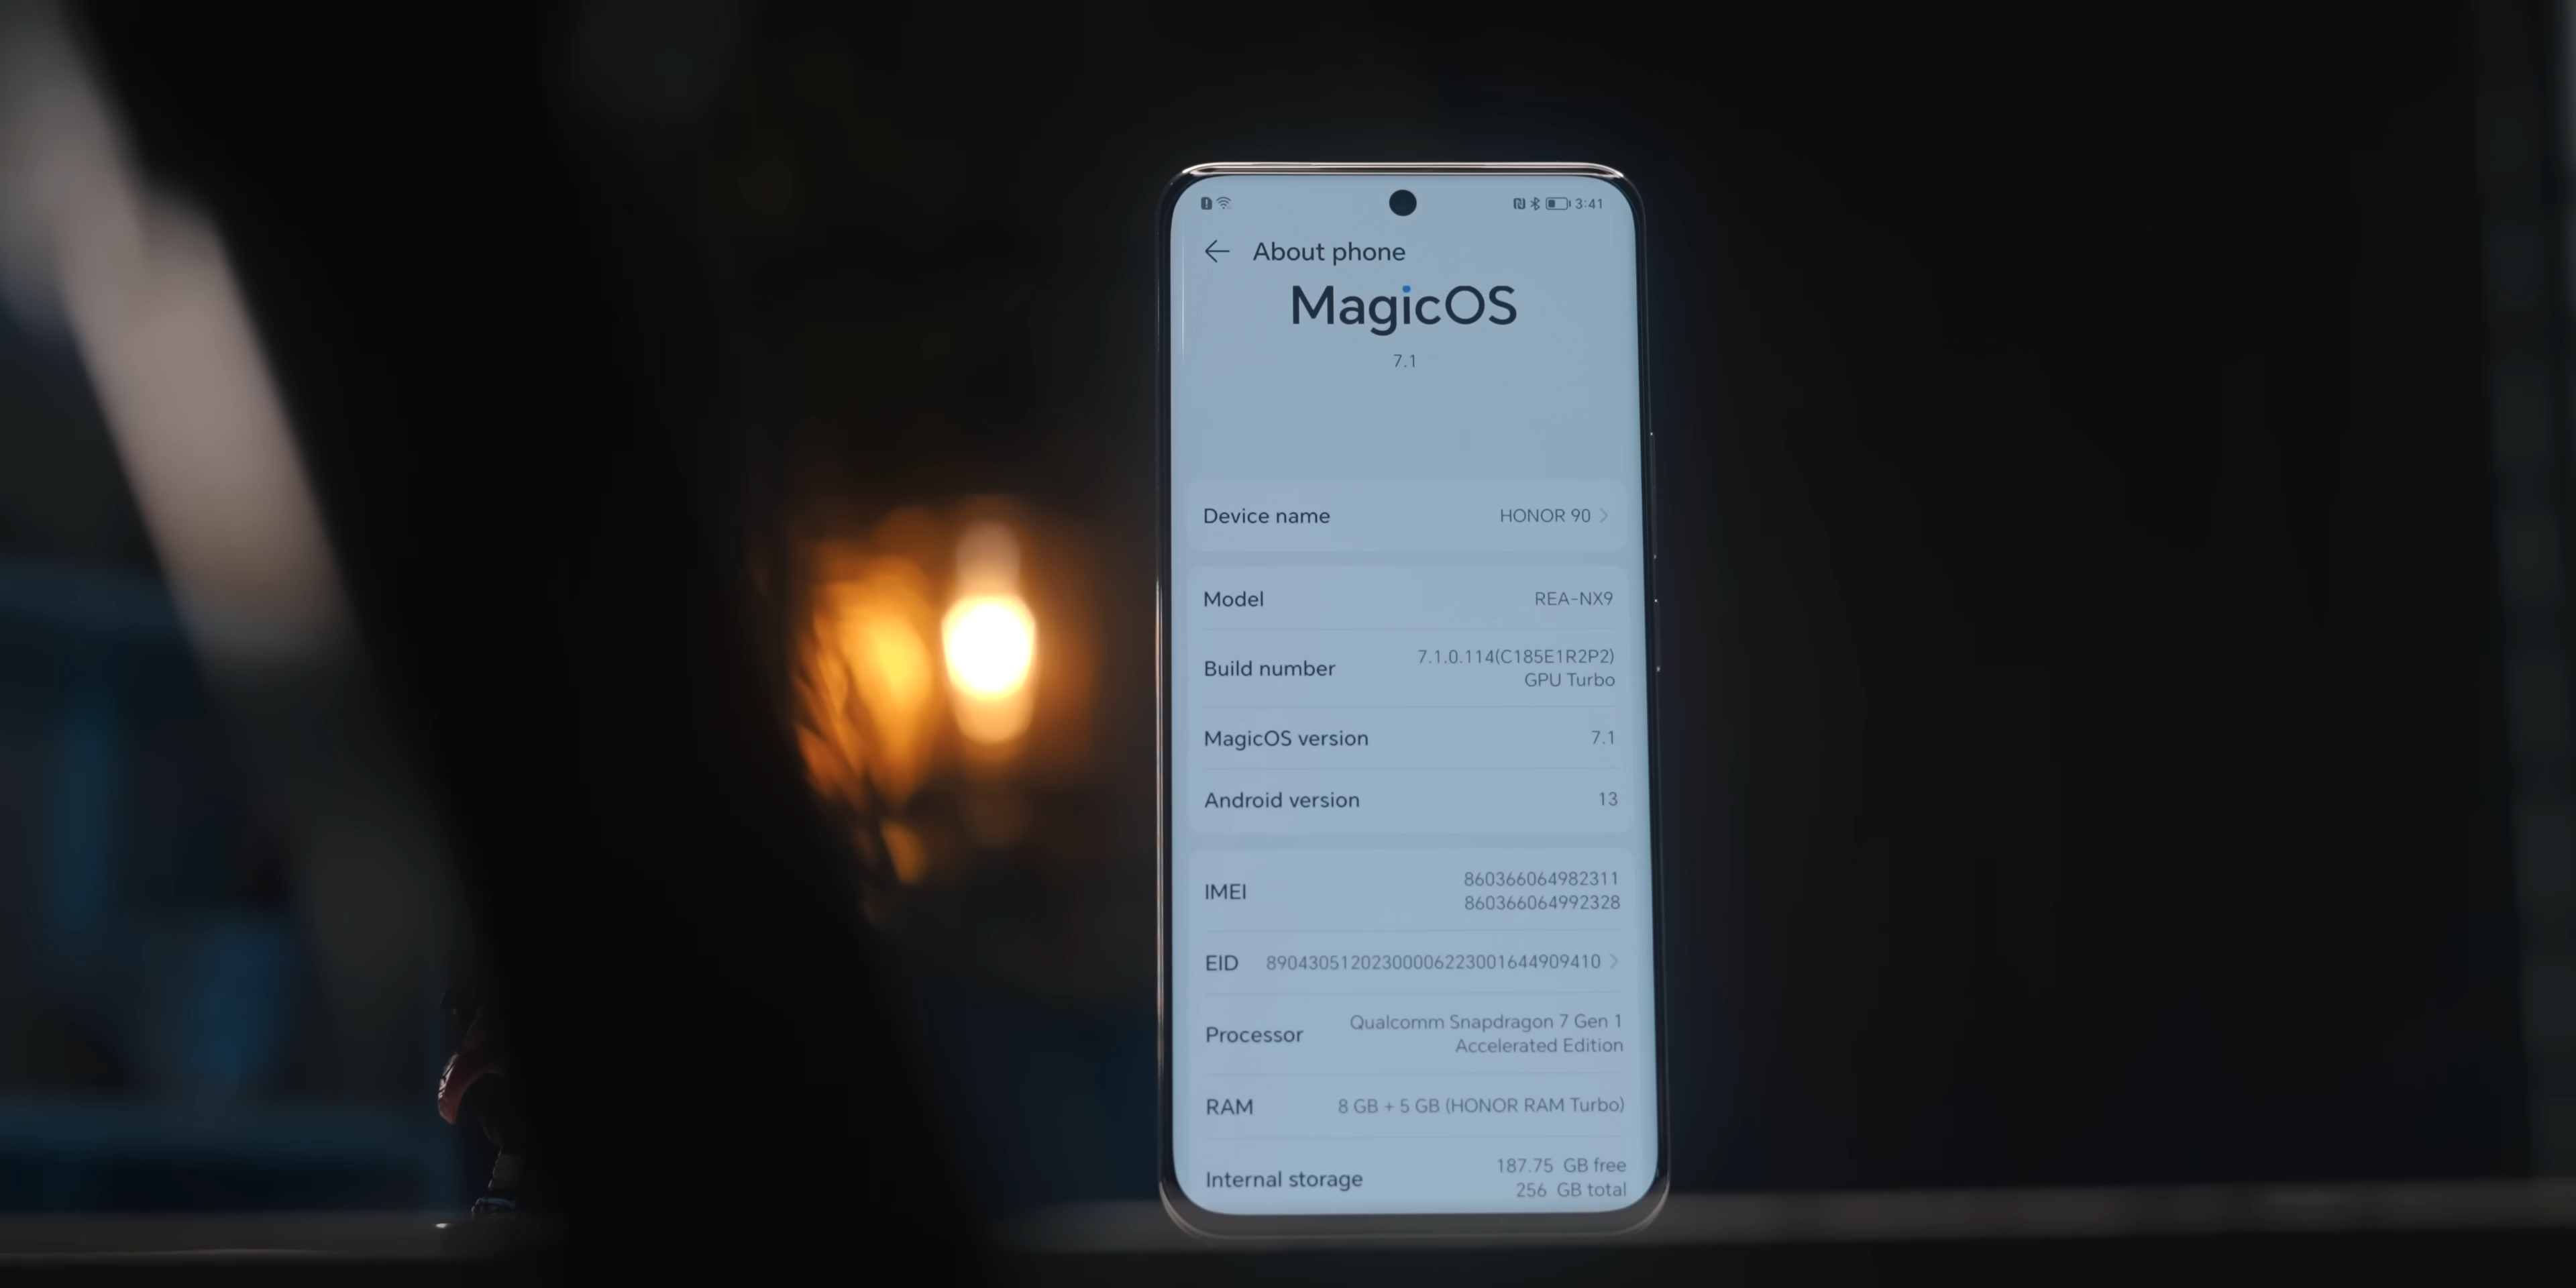 3:41
About phone
MagicOS
7.1
Device name HONOR 90
Model REA-NX9
Build number 7.1.0.114(C185E1R2P2)
GPU Turbo
MagicOS version 7.1
Android version 13
IMEI 860366064982311
860366064992328
EID 89043051202300006223001644909410
Processor Qualcomm Snapdragon 7 Gen 1
Accelerated Edition
RAM 8 GB + 5 GB (HONOR RAM Turbo)
Internal storage 187.75 GB free
256 GB total